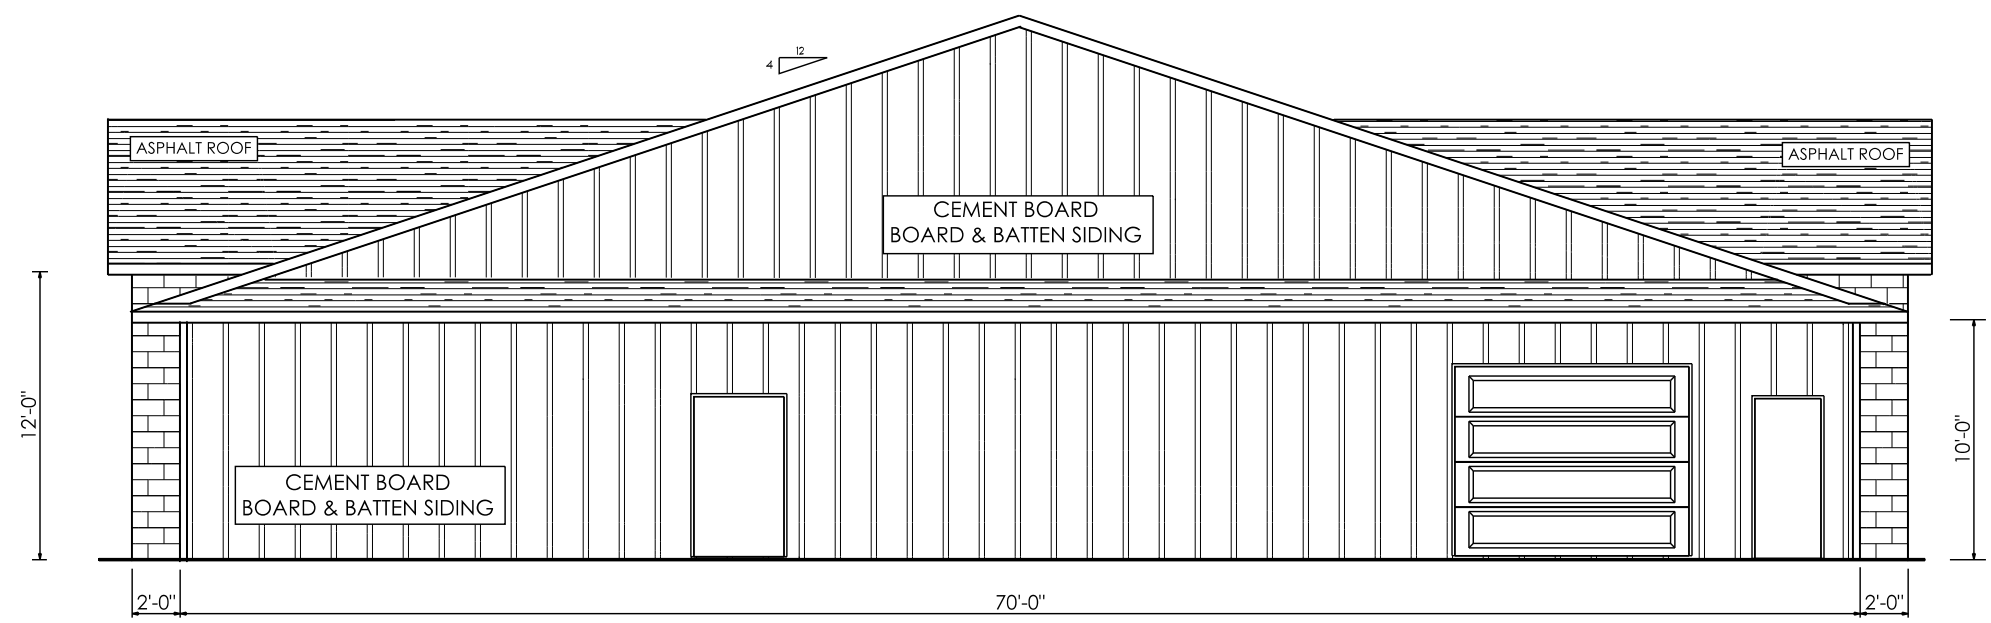 12
4
ASPHALT ROOF
ASPHALT ROOF
CEMENT BOARD
BOARD & BATTEN SIDING
12'-0"
10'-0"
CEMENT BOARD
BOARD & BATTEN SIDING
2'-0"
70'-0"
2'-0"